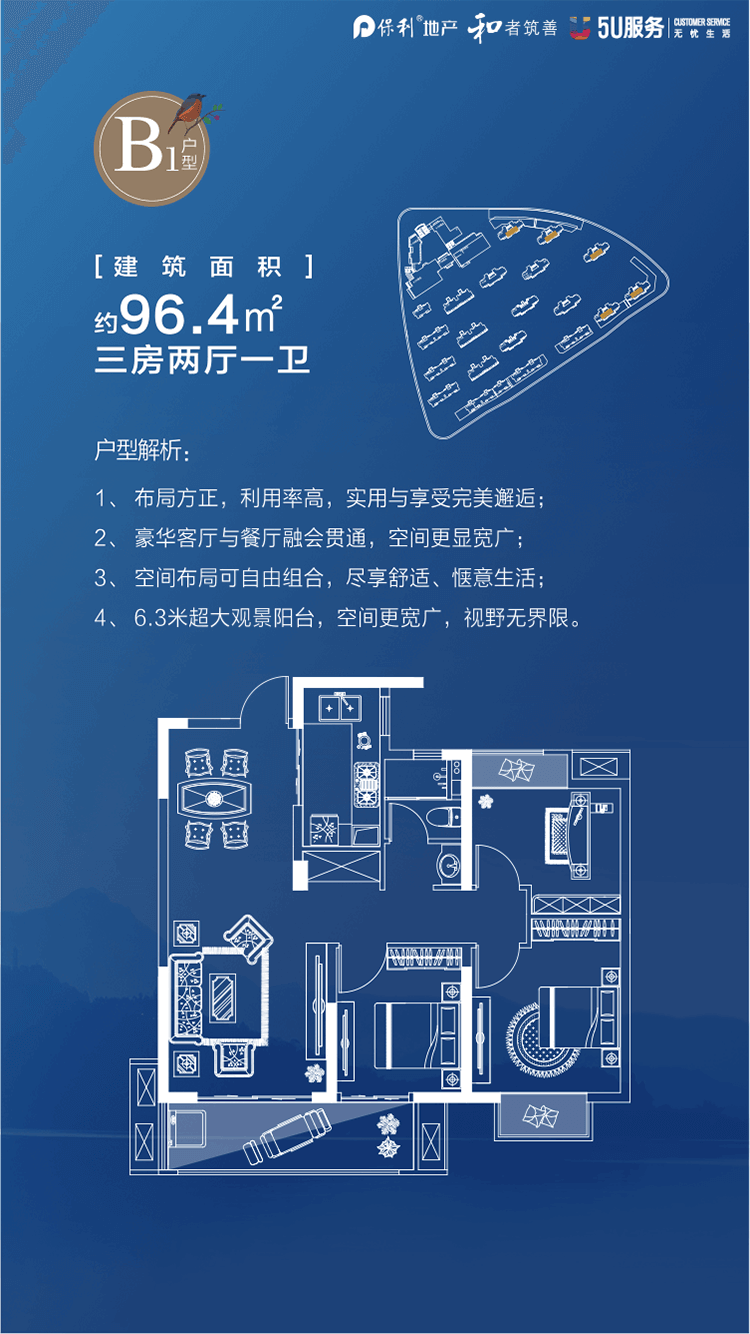 保利®地产 和者筑善 5U服务 CUSTOMER SERVICE
无忧生活
B1户型
[建筑面积]
约96.4㎡
三房两厅一卫
户型解析：
1、 布局方正，利用率高，实用与享受完美邂逅；
2、 豪华客厅与餐厅融会贯通，空间更显宽广；
3、 空间布局可自由组合，尽享舒适、惬意生活；
4、 6.3米超大观景阳台，空间更宽广，视野无界限。